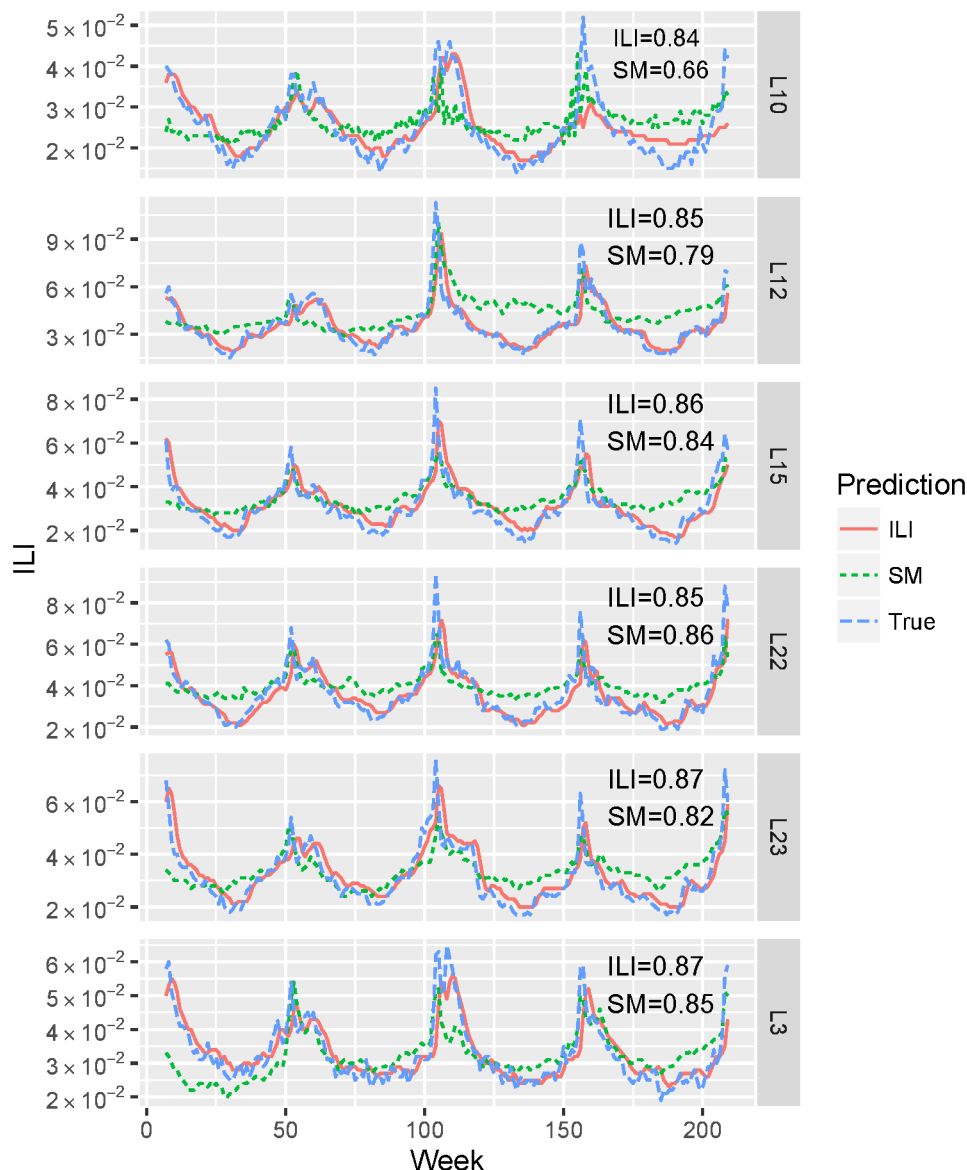 5 × 10⁻²
4 × 10⁻²
3 × 10⁻²
2 × 10⁻²
ILI=0.84
SM=0.66
L10
9 × 10⁻²
6 × 10⁻²
3 × 10⁻²
ILI=0.85
SM=0.79
L12
8 × 10⁻²
6 × 10⁻²
4 × 10⁻²
2 × 10⁻²
ILI=0.86
SM=0.84
L15
8 × 10⁻²
6 × 10⁻²
4 × 10⁻²
2 × 10⁻²
ILI=0.85
SM=0.86
L22
6 × 10⁻²
4 × 10⁻²
2 × 10⁻²
ILI=0.87
SM=0.82
L23
6 × 10⁻²
5 × 10⁻²
4 × 10⁻²
3 × 10⁻²
2 × 10⁻²
ILI=0.87
SM=0.85
L3
0 50 100 150 200
Week
ILI
Prediction
ILI
SM
True